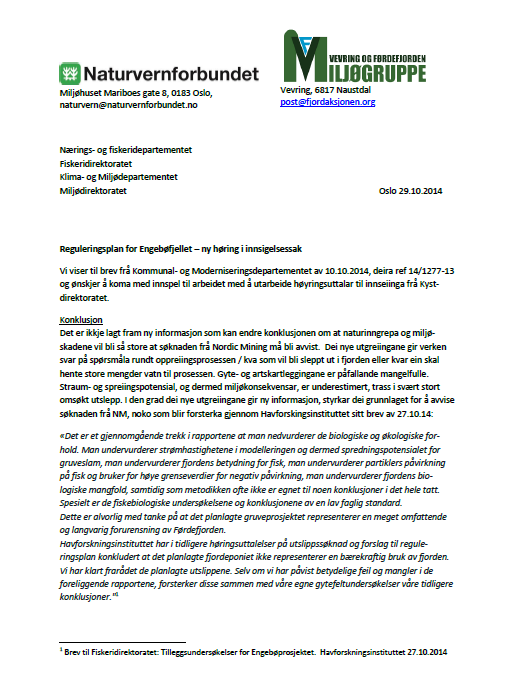 Naturvernforbundet
Miljøhuset Mariboes gate 8, 0183 Oslo,
naturvern@naturvernforbundet.no
VEVRING OG FØRDEFJORDEN
MILJØGRUPPE
Vevring, 6817 Naustdal
post@fjordaksjonen.org
Nærings- og fiskeridepartementet
Fiskeridirektoratet
Klima- og Miljødepartementet
Miljødirektoratet Oslo 29.10.2014
Reguleringsplan for Engebøfjellet – ny høring i innsigelsessak
Vi viser til brev frå Kommunal- og Moderniseringsdepartementet av 10.10.2014, deira ref 14/1277-13
og ønskjer å koma med innspel til arbeidet med å utarbeide høyringsuttalar til innseiinga frå Kyst-
direktoratet.
Konklusjon
Det er ikkje lagt fram ny informasjon som kan endre konklusjonen om at naturinngrepa og miljø-
skadene vil bli så store at søknaden frå Nordic Mining må bli avvist.  Dei nye utgreiingane gir verken
svar på spørsmåla rundt oppreiingsprosessen / kva som vil bli sleppt ut i fjorden eller kvar ein skal
hente store mengder vatn til prosessen. Gyte- og artskartleggingane er påfallande mangelfulle.
Straum- og spreiingspotensial, og dermed miljøkonsekvensar, er underestimert, trass i svært stort
omsøkt utslepp. I den grad dei nye utgreiingane gir ny informasjon, styrkar dei grunnlaget for å avvise
søknaden frå NM, noko som blir forsterka gjennom Havforskingsinstituttet sitt brev av 27.10.14:
«Det er et gjennomgående trekk i rapportene at man nedvurderer de biologiske og økologiske for-
hold. Man undervurderer strømhastighetene i modelleringen og dermed spredningspotensialet for
gruveslam, man undervurderer fjordens betydning for fisk, man undervurderer partiklers påvirkning
på fisk og bruker for høye grenseverdier for negativ påvirkning, man undervurderer fjordens bio-
logiske mangfold, samtidig som metodikken ofte ikke er egnet til noen konklusjoner i det hele tatt.
Spesielt er de fiskebiologiske undersøkelsene og konklusjonene av en lav faglig standard.
Dette er alvorlig med tanke på at det planlagte gruveprosjektet representerer en meget omfattende
og langvarig forurensning av Førdefjorden.
Havforskningsinstituttet har i tidligere høringsuttalelser på utslippssøknad og forslag til regule-
ringsplan konkludert at det planlagte fjorddeponiet ikke representerer en bærekraftig bruk av fjorden.
Vi har klart frarådet de planlagte utslippene. Selv om vi har påvist betydelige feil og mangler i de
foreliggende rapportene, forsterker disse sammen med våre egne gytefeltundersøkelser våre tidligere
konklusjoner."1
1 Brev til Fiskeridirektoratet: Tilleggsundersøkelser for Engebøprosjektet.  Havforskningsinstituttet 27.10.2014